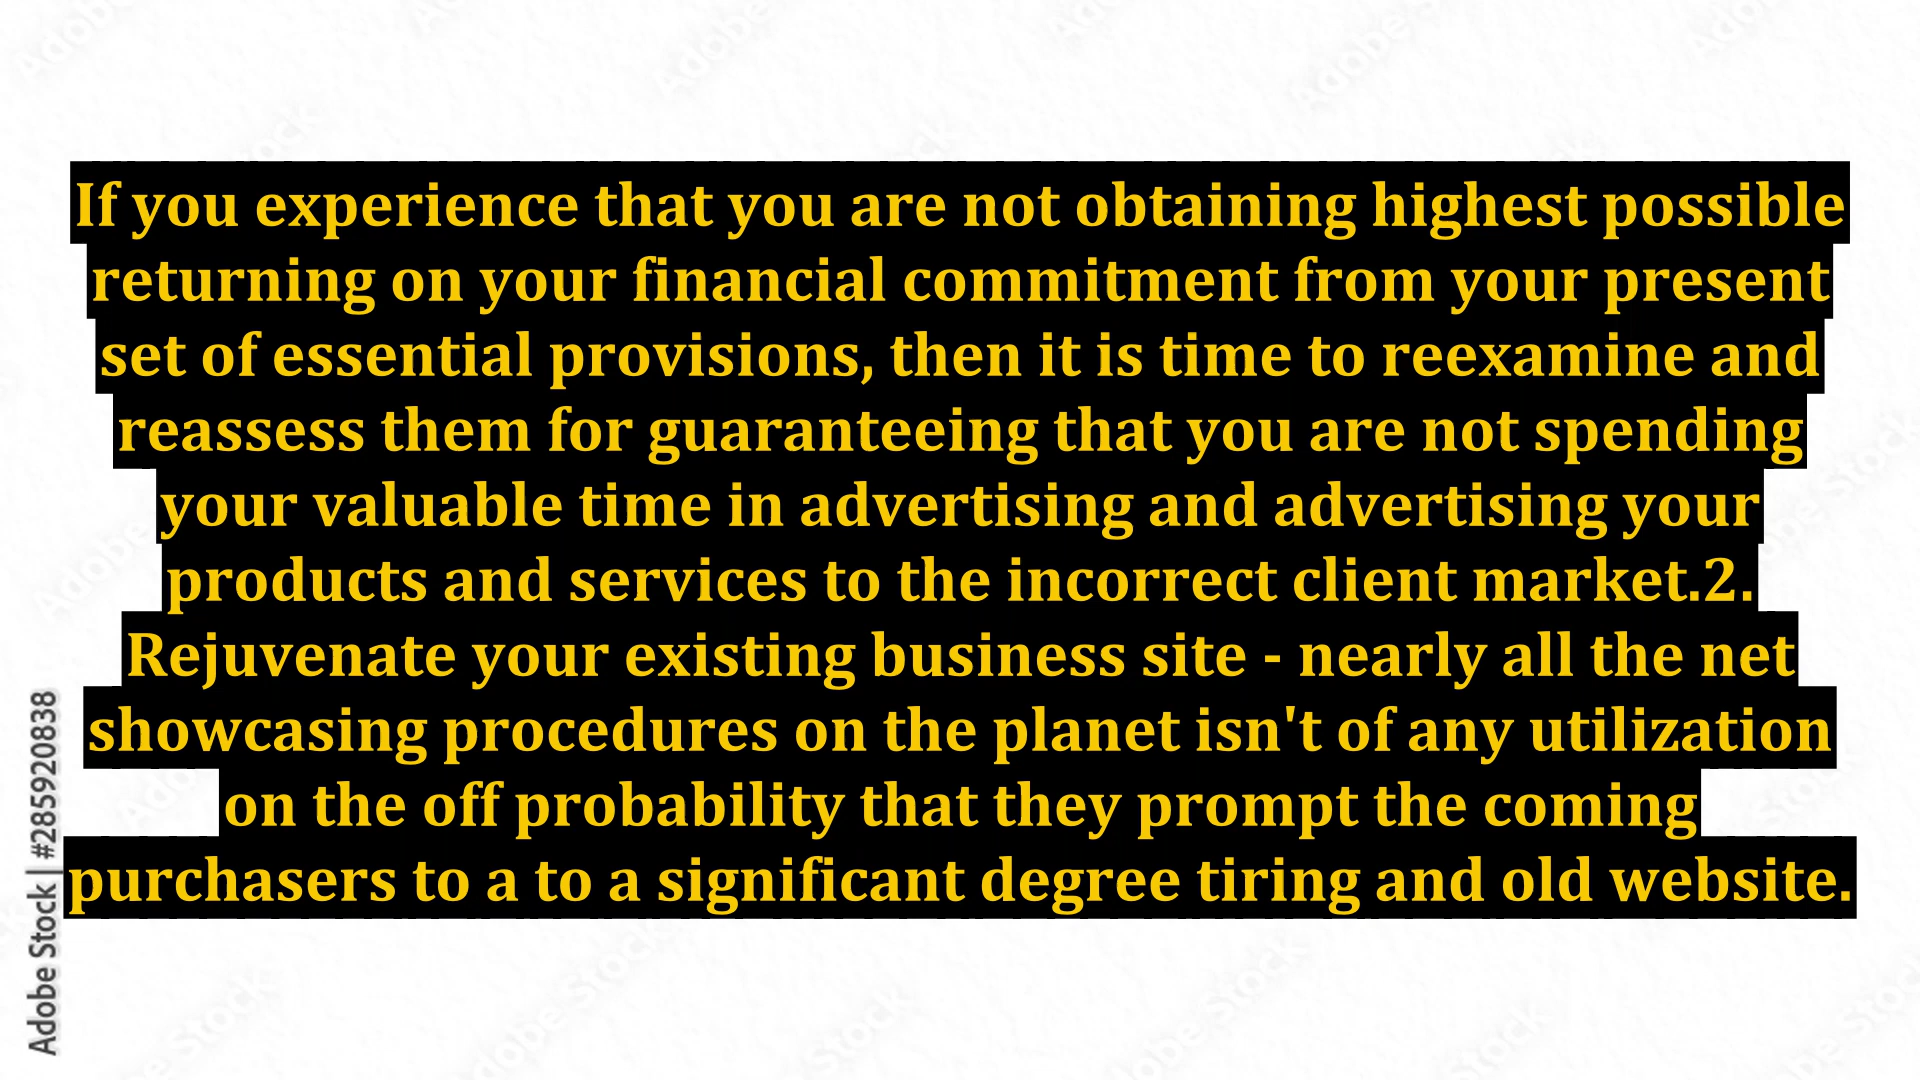 If you experience that you are not obtaining highest possible
returning on your financial commitment from your present
set of essential provisions, then it is time to reexamine and
reassess them for guaranteeing that you are not spending
your valuable time in advertising and advertising your
products and services to the incorrect client market.2.
Rejuvenate your existing business site - nearly all the net
showcasing procedures on the planet isn't of any utilization
on the off probability that they prompt the coming
purchasers to a to a significant degree tiring and old website.
Adobe Stock | #285920838